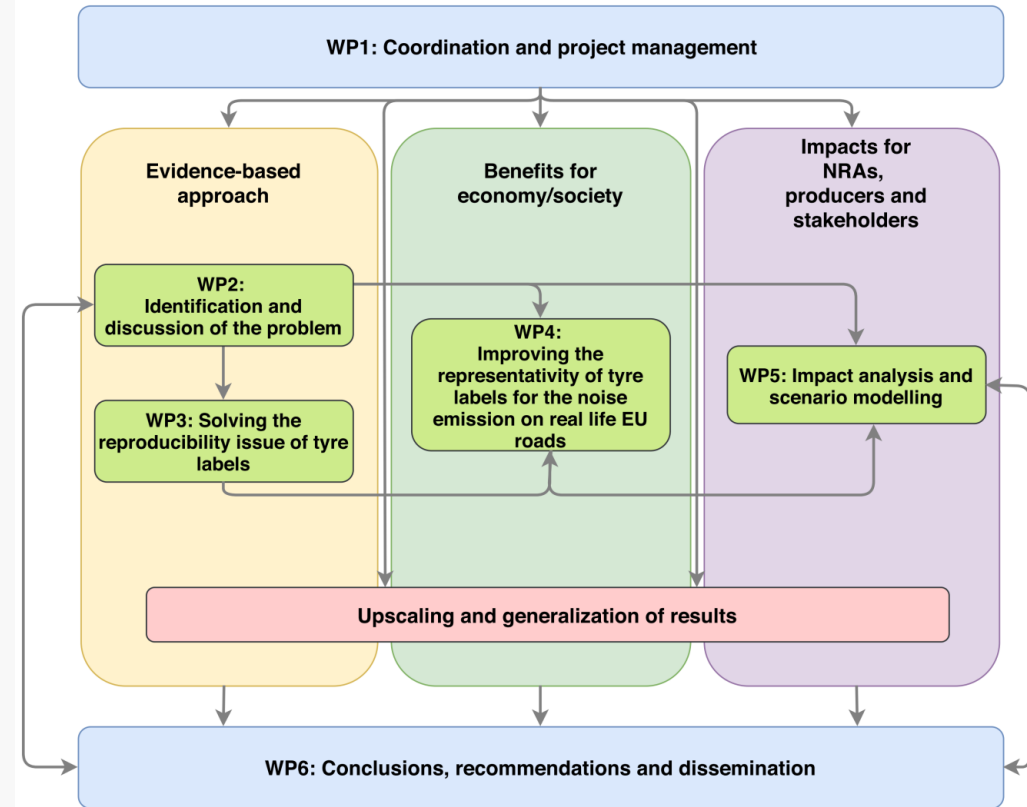 WP1: Coordination and project management
Evidence-based
approach
Benefits for
economy/society
Impacts for
NRAs,
producers and
stakeholders
WP2:
Identification and
discussion of the problem
WP3: Solving the
reproducibility issue of tyre
labels
WP4:
Improving the
representativity of tyre
labels for the noise
emission on real life EU
roads
WP5: Impact analysis and
scenario modelling
Upscaling and generalization of results
WP6: Conclusions, recommendations and dissemination